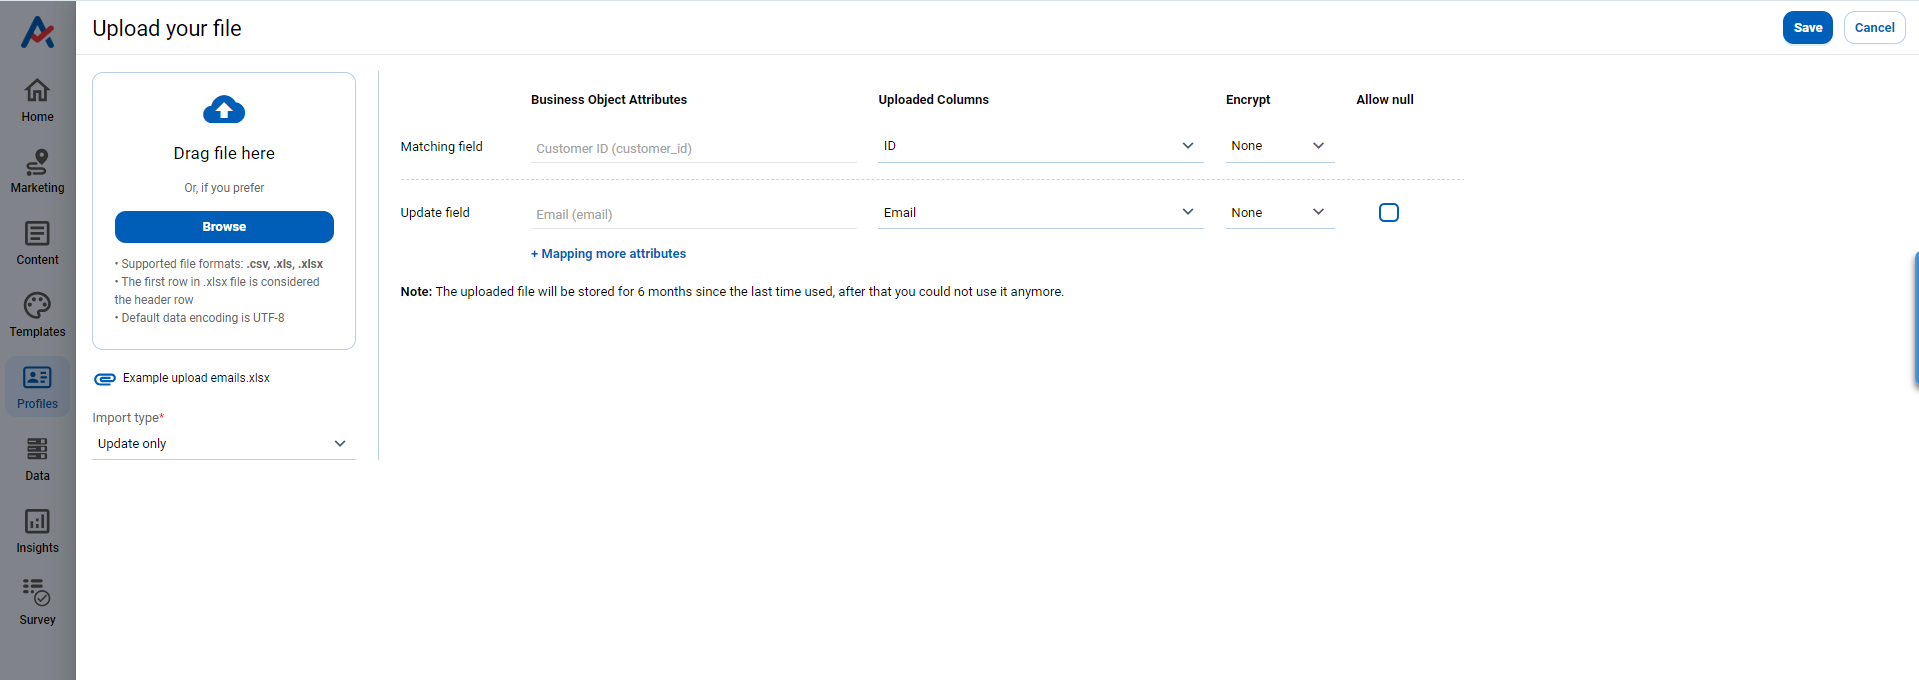 Upload your file
Save
Cancel
Home
Marketing
Content
Templates
Profiles
Data
Insights
Survey
Drag file here
Or, if you prefer
Browse
• Supported file formats: .csv, .xls, .xlsx
• The first row in .xlsx file is considered
the header row
• Default data encoding is UTF-8
Example upload emails.xlsx
Import type*
Update only
Business Object Attributes
Uploaded Columns
Encrypt
Allow null
Matching field
Customer ID (customer_id)
ID
None
Update field
Email (email)
Email
None
+ Mapping more attributes
Note: The uploaded file will be stored for 6 months since the last time used, after that you could not use it anymore.